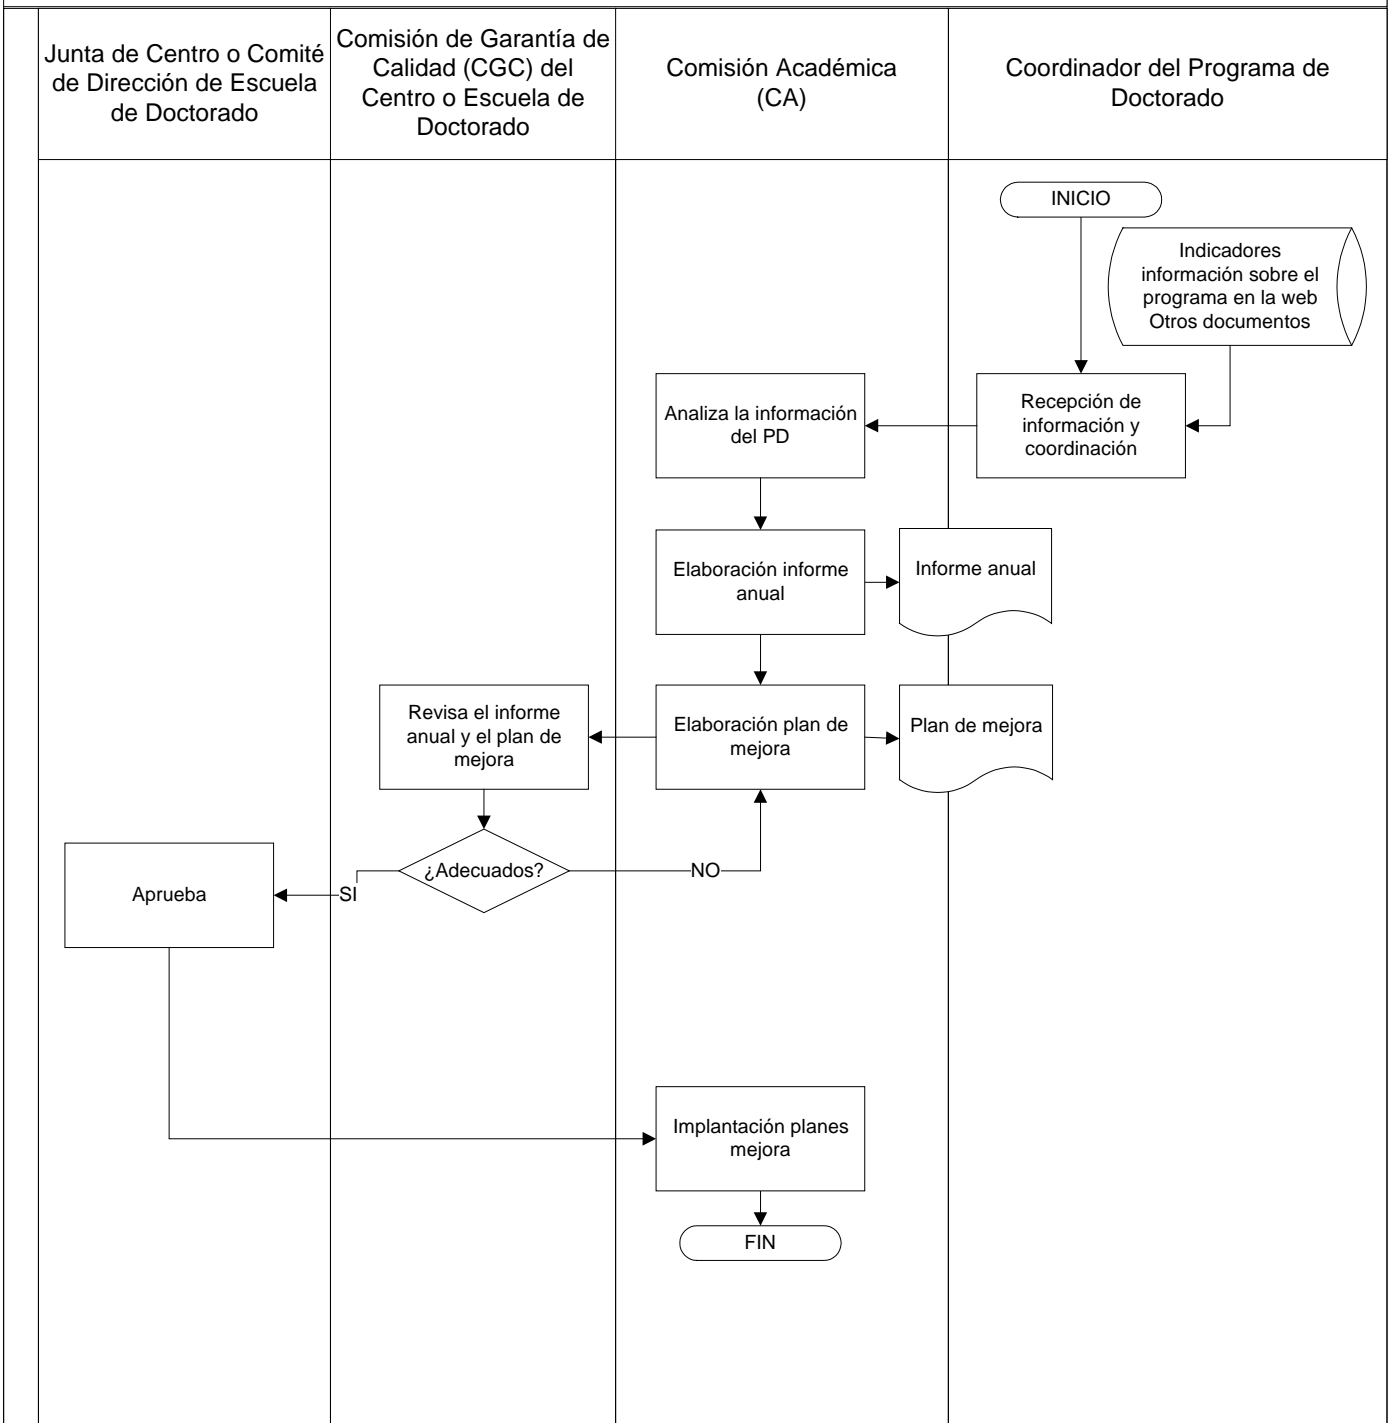 Junta de Centro o Comité
de Dirección de Escuela
de Doctorado
Comisión de Garantía de
Calidad (CGC) del
Centro o Escuela de
Doctorado
Comisión Académica
(CA)
Coordinador del Programa de
Doctorado
INICIO
Indicadores
información sobre el
programa en la web
Otros documentos
Analiza la información
del PD
Recepción de
información y
coordinación
Elaboración informe
anual
Informe anual
Revisa el informe
anual y el plan de
mejora
Elaboración plan de
mejora
Plan de mejora
Aprueba
SI
¿Adecuados?
NO
Implantación planes
mejora
FIN